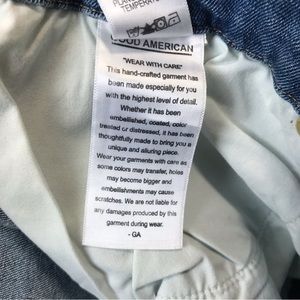 TEMPERAT
GOOD AMERICAN
"WEAR WITH CARE"
This hand-crafted garment has
been made especially for you
with the highest level of detail.
Whether it has been
embellished, coated, color
treated or distressed, it has been
thoughtfully made to bring you a
unique and alluring piece.
Wear your garments with care as
some colors may transfer, holes
may become bigger and
embellishments may cause
scratches. We are not liable for
any damages produced by this
garment during wear.
- GA